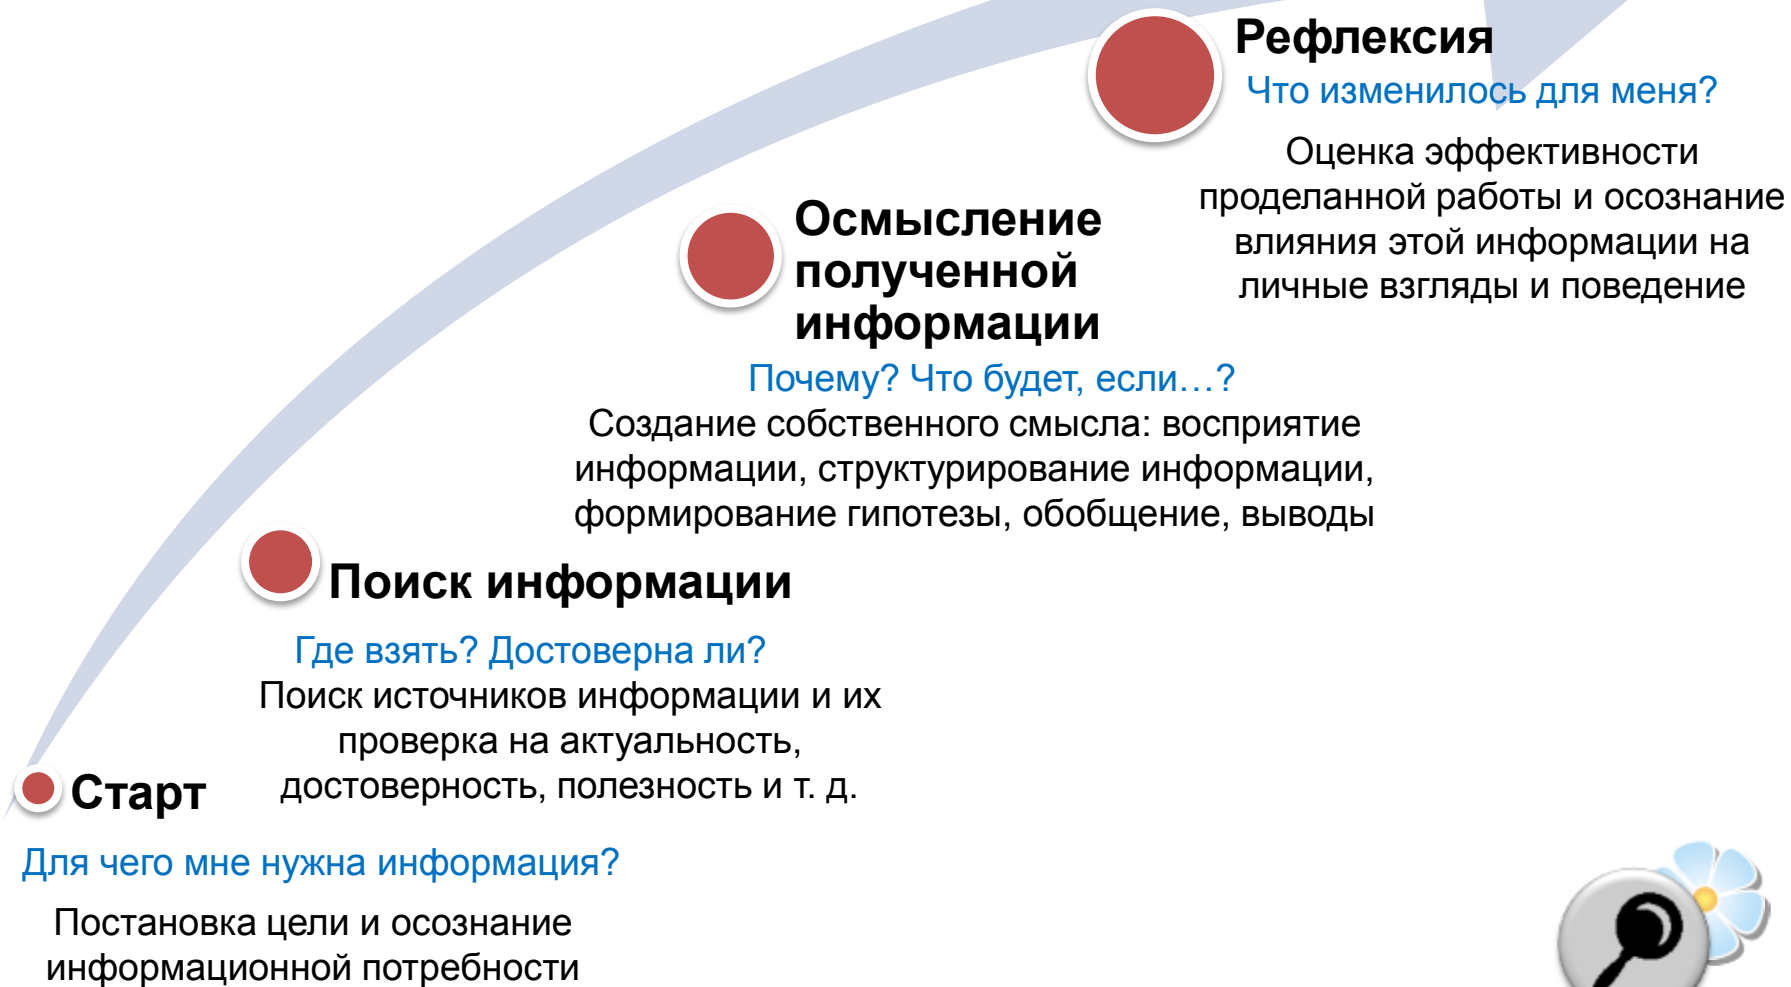 Рефлексия
Что изменилось для меня?
Оценка эффективности
проделанной работы и осознание
влияния этой информации на
личные взгляды и поведение
Осмысление
полученной
информации
Почему? Что будет, если…?
Создание собственного смысла: восприятие
информации, структурирование информации,
формирование гипотезы, обобщение, выводы
Поиск информации
Где взять? Достоверна ли?
Поиск источников информации и их
проверка на актуальность,
достоверность, полезность и т. д.
Старт
Для чего мне нужна информация?
Постановка цели и осознание
информационной потребности